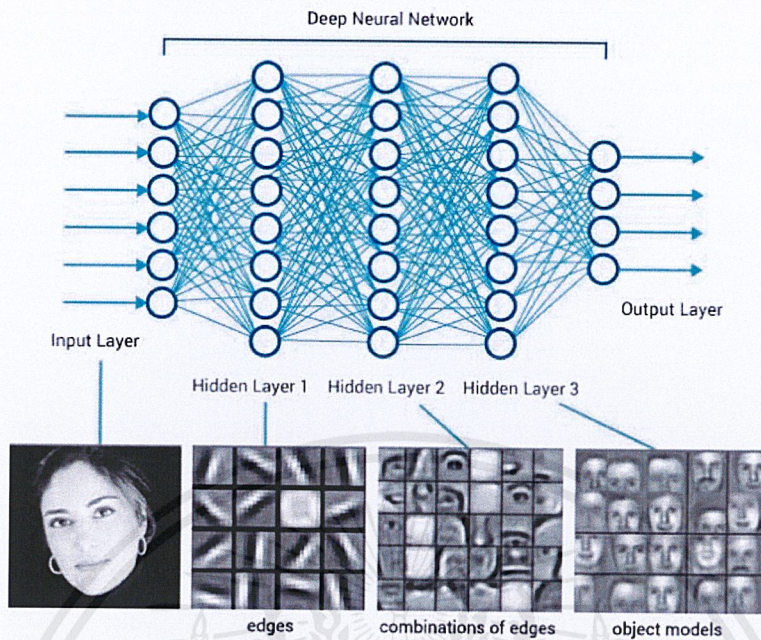 Deep Neural Network
Input Layer
Output Layer
Hidden Layer 1 Hidden Layer 2 Hidden Layer 3
edges
combinations of edges
object models